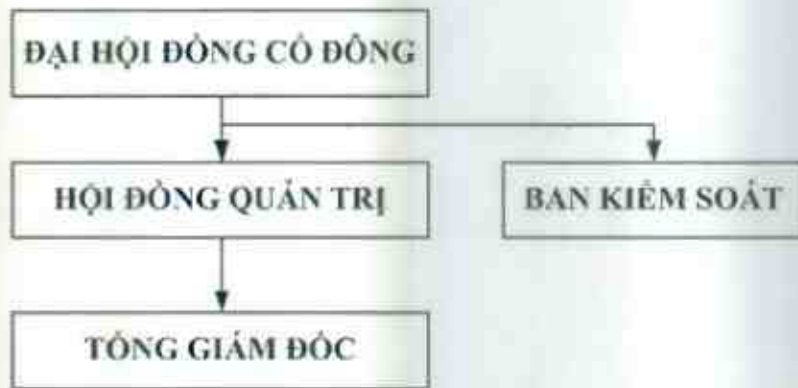 ĐẠI HỘI ĐỒNG CỔ ĐÔNG
HỘI ĐỒNG QUẢN TRỊ
BAN KIỂM SOÁT
TỔNG GIÁM ĐỐC